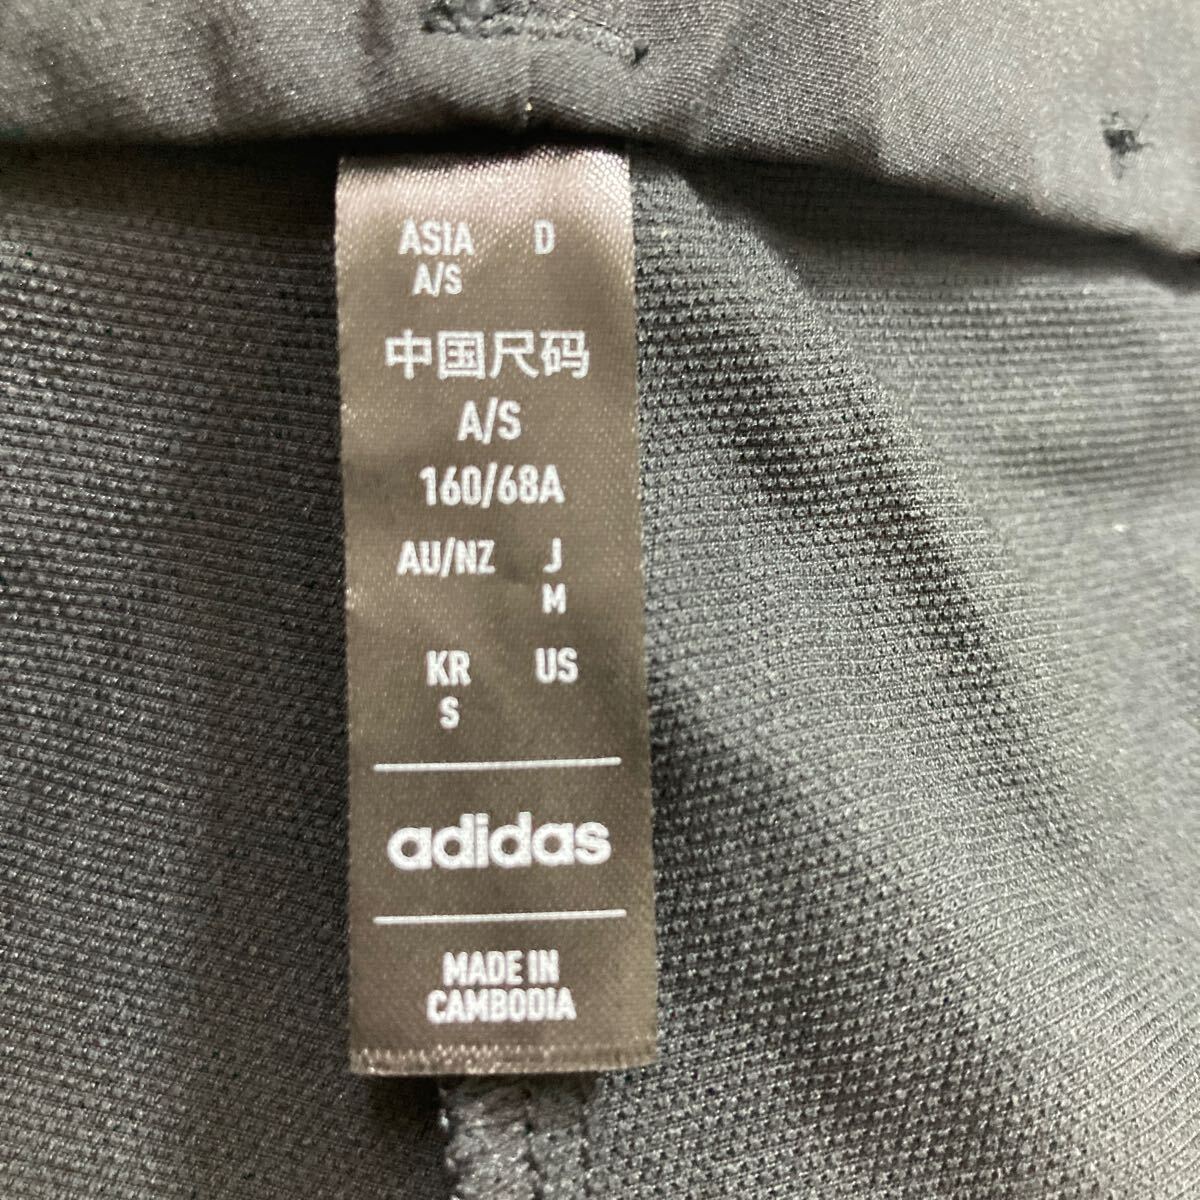 ASIA D
A/S
中国尺码
A/S
160/68A
AU/NZ J
M
KR US
S
adidas
MADE IN
CAMBODIA